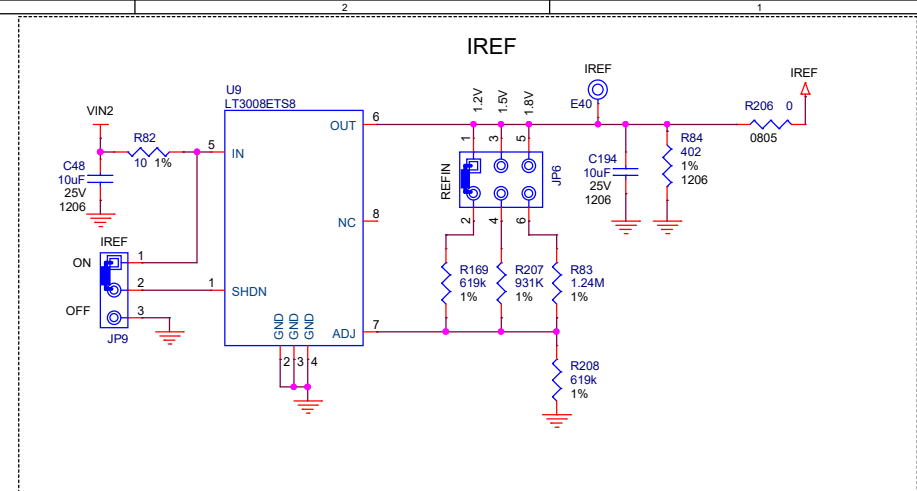 2
1
IREF
U9
LT3008ETS8
VIN2
R82
10 1%
C48
10uF
25V
1206
5
IN
OUT
6
NC
8
1
SHDN
ADJ
7
GND
GND
GND
2
3
4
IREF
ON
1
2
OFF
3
JP9
1.2V
1.5V
1.8V
1
3
5
REFIN
JP6
2
4
6
IREF
E40
IREF
R206 0
0805
C194
10uF
25V
1206
R84
402
1%
1206
R169
619k
1%
R207
931K
1%
R83
1.24M
1%
R208
619k
1%